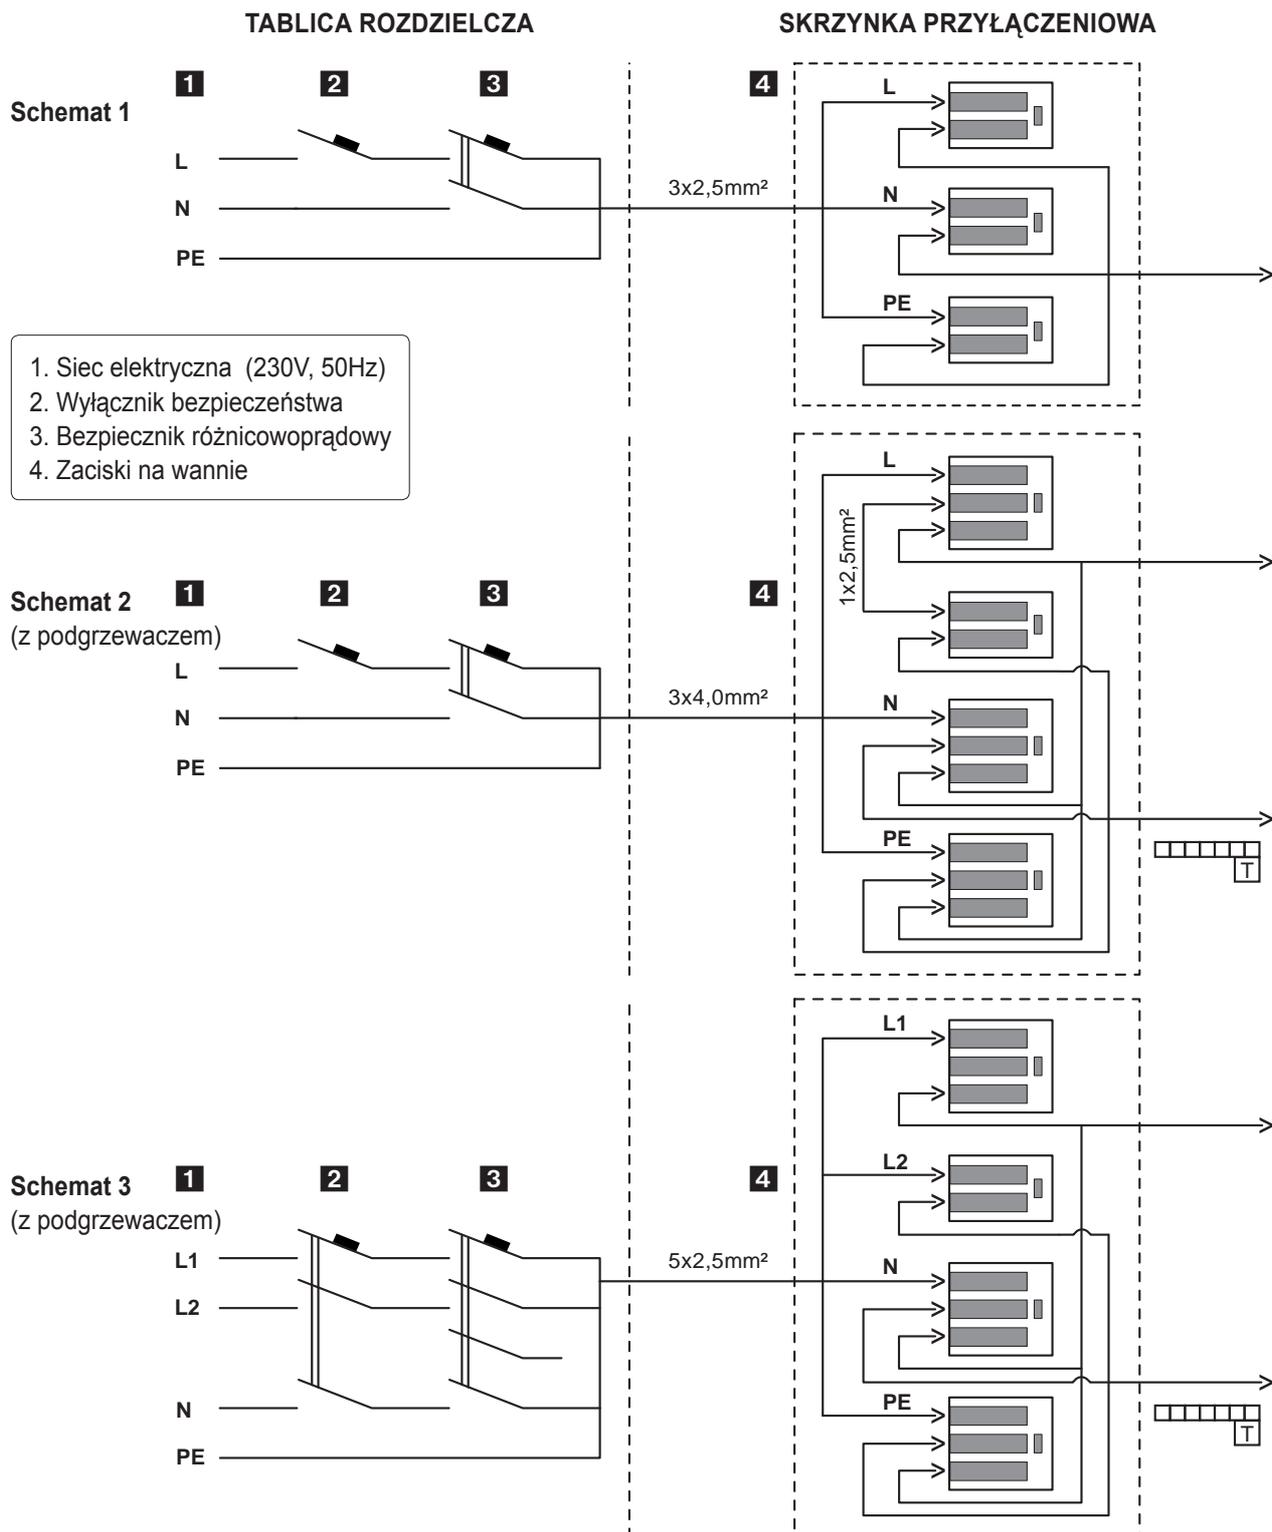 TABLICA ROZDZIELCZA
SKRZYNKA PRZYŁĄCZENIOWA
1
2
3
4
Schemat 1
L
N
PE
3x2,5mm²
L
N
PE
1. Siec elektryczna (230V, 50Hz)
2. Wyłącznik bezpieczeństwa
3. Bezpiecznik różnicowoprądowy
4. Zaciski na wannie
Schemat 2
(z podgrzewaczem)
1
2
3
4
L
N
PE
3x4,0mm²
L
1x2,5mm²
N
PE
T
Schemat 3
(z podgrzewaczem)
1
2
3
4
L1
L2
N
PE
5x2,5mm²
L1
L2
N
PE
T